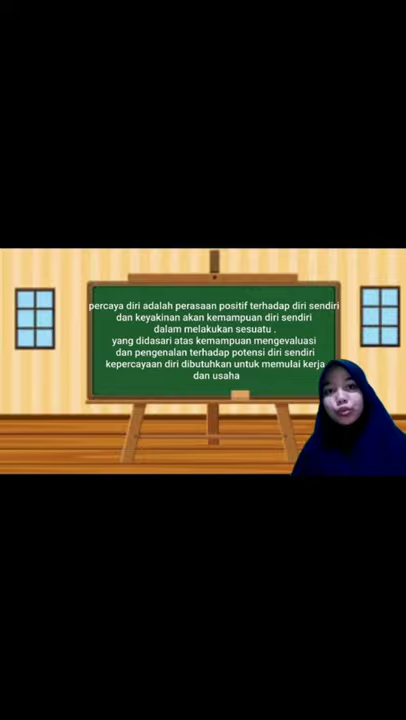 percaya diri adalah perasaan positif terhadap diri sendiri
dan keyakinan akan kemampuan diri sendiri
dalam melakukan sesuatu .
yang didasari atas kemampuan mengevaluasi
dan pengenalan terhadap potensi diri sendiri
kepercayaan diri dibutuhkan untuk memulai kerja
dan usaha